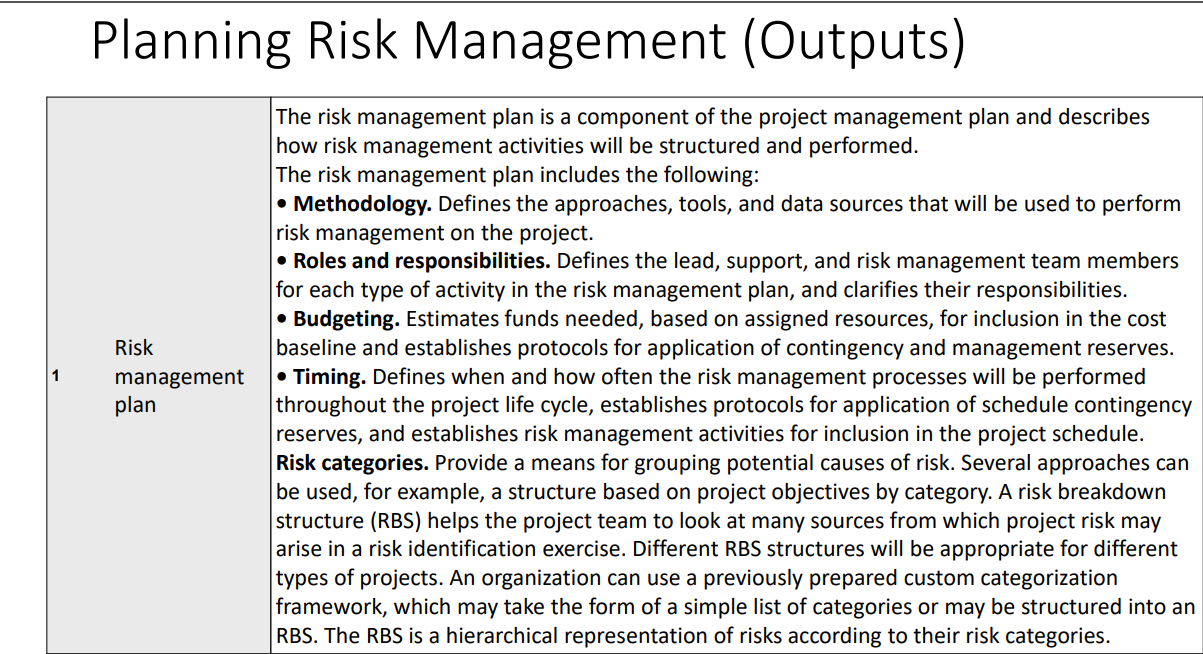 Planning Risk Management (Outputs)
1
Risk
management
plan
The risk management plan is a component of the project management plan and describes
how risk management activities will be structured and performed.
The risk management plan includes the following:
• Methodology. Defines the approaches, tools, and data sources that will be used to perform
risk management on the project.
• Roles and responsibilities. Defines the lead, support, and risk management team members
for each type of activity in the risk management plan, and clarifies their responsibilities.
• Budgeting. Estimates funds needed, based on assigned resources, for inclusion in the cost
baseline and establishes protocols for application of contingency and management reserves.
• Timing. Defines when and how often the risk management processes will be performed
throughout the project life cycle, establishes protocols for application of schedule contingency
reserves, and establishes risk management activities for inclusion in the project schedule.
Risk categories. Provide a means for grouping potential causes of risk. Several approaches can
be used, for example, a structure based on project objectives by category. A risk breakdown
structure (RBS) helps the project team to look at many sources from which project risk may
arise in a risk identification exercise. Different RBS structures will be appropriate for different
types of projects. An organization can use a previously prepared custom categorization
framework, which may take the form of a simple list of categories or may be structured into an
RBS. The RBS is a hierarchical representation of risks according to their risk categories.